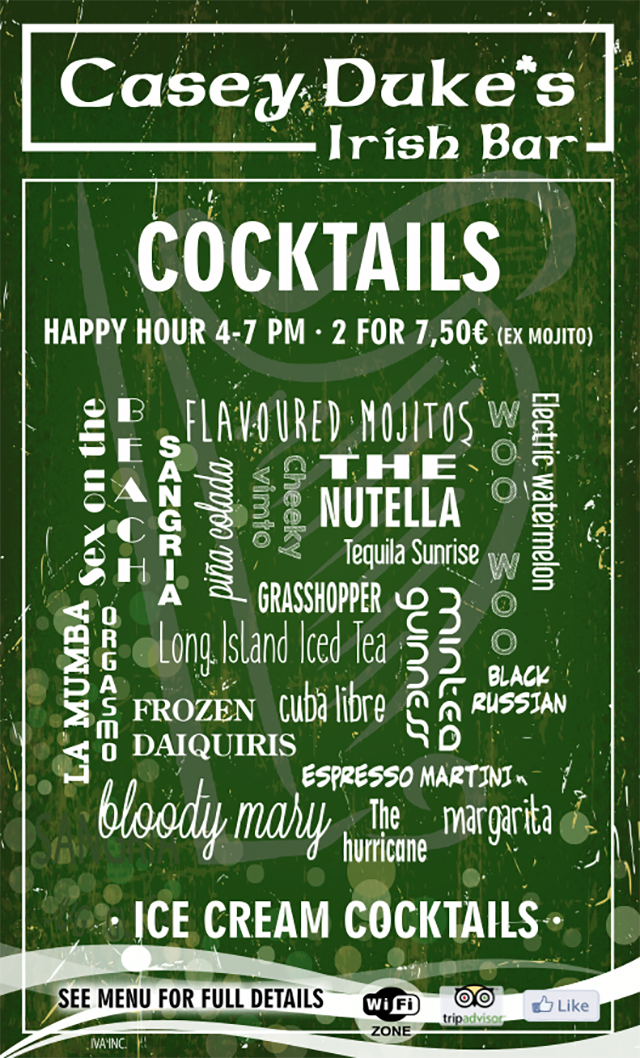 Casey Duke's
Irish Bar
COCKTAILS
HAPPY HOUR 4-7 PM · 2 FOR 7,50€ (EX MOJITO)
Sex on the
BEACH
SANGRIA
FLAVOURED MOJITOS
piña colada
Cheeky
vimto
THE
NUTELLA
Tequila Sunrise
WOO WOO
Electric watermelon
LA MUMBA
ORGASMO
GRASSHOPPER
Long Island Iced Tea
FROZEN
DAIQUIRIS
cuba libre
guinness
mintea
BLACK
RUSSIAN
ESPRESSO MARTINI
bloody mary
The
hurricane
margarita
· ICE CREAM COCKTAILS ·
SEE MENU FOR FULL DETAILS
Wi Fi
ZONE
tripadvisor
Like
IVA INC.